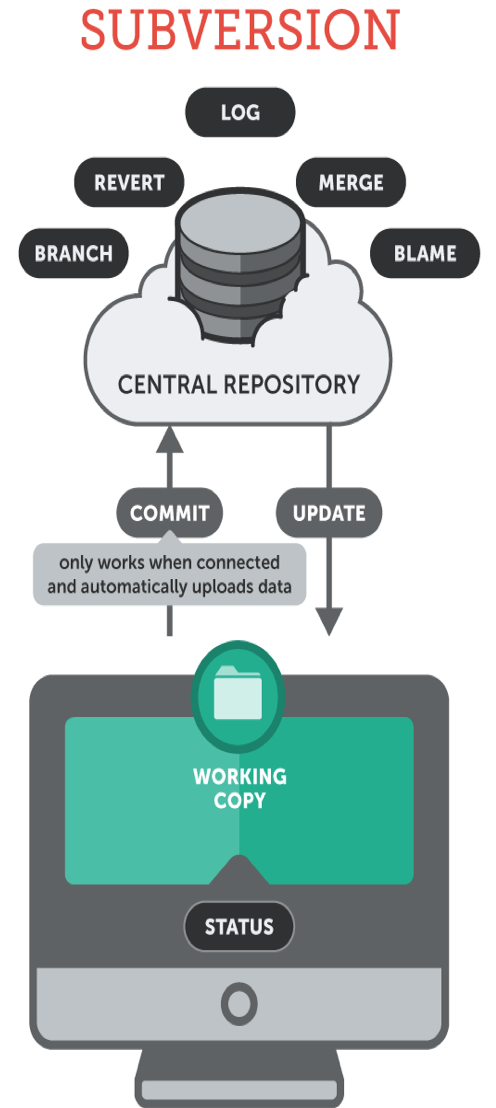 SUBVERSION
LOG
REVERT
MERGE
BRANCH
BLAME
CENTRAL REPOSITORY
COMMIT
UPDATE
only works when connected
and automatically uploads data
WORKING
COPY
STATUS